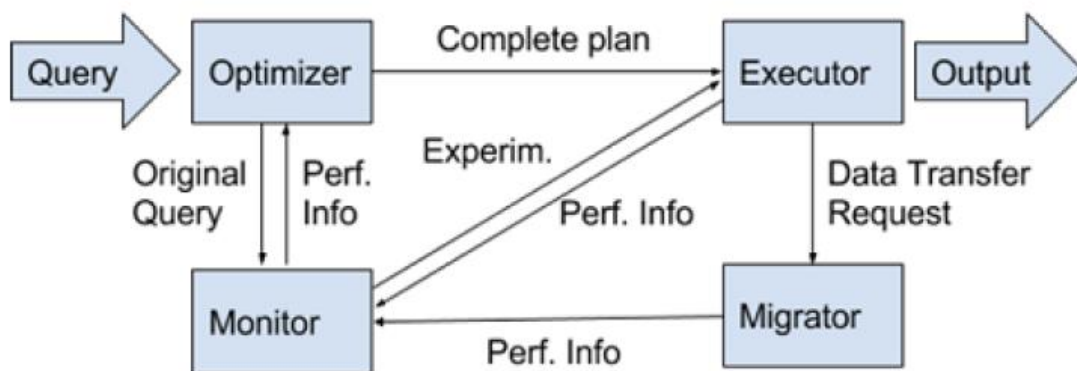 Complete plan
Query
Optimizer
Executor
Output
Original
Query
Perf.
Info
Experim.
Perf. Info
Data Transfer
Request
Monitor
Migrator
Perf. Info